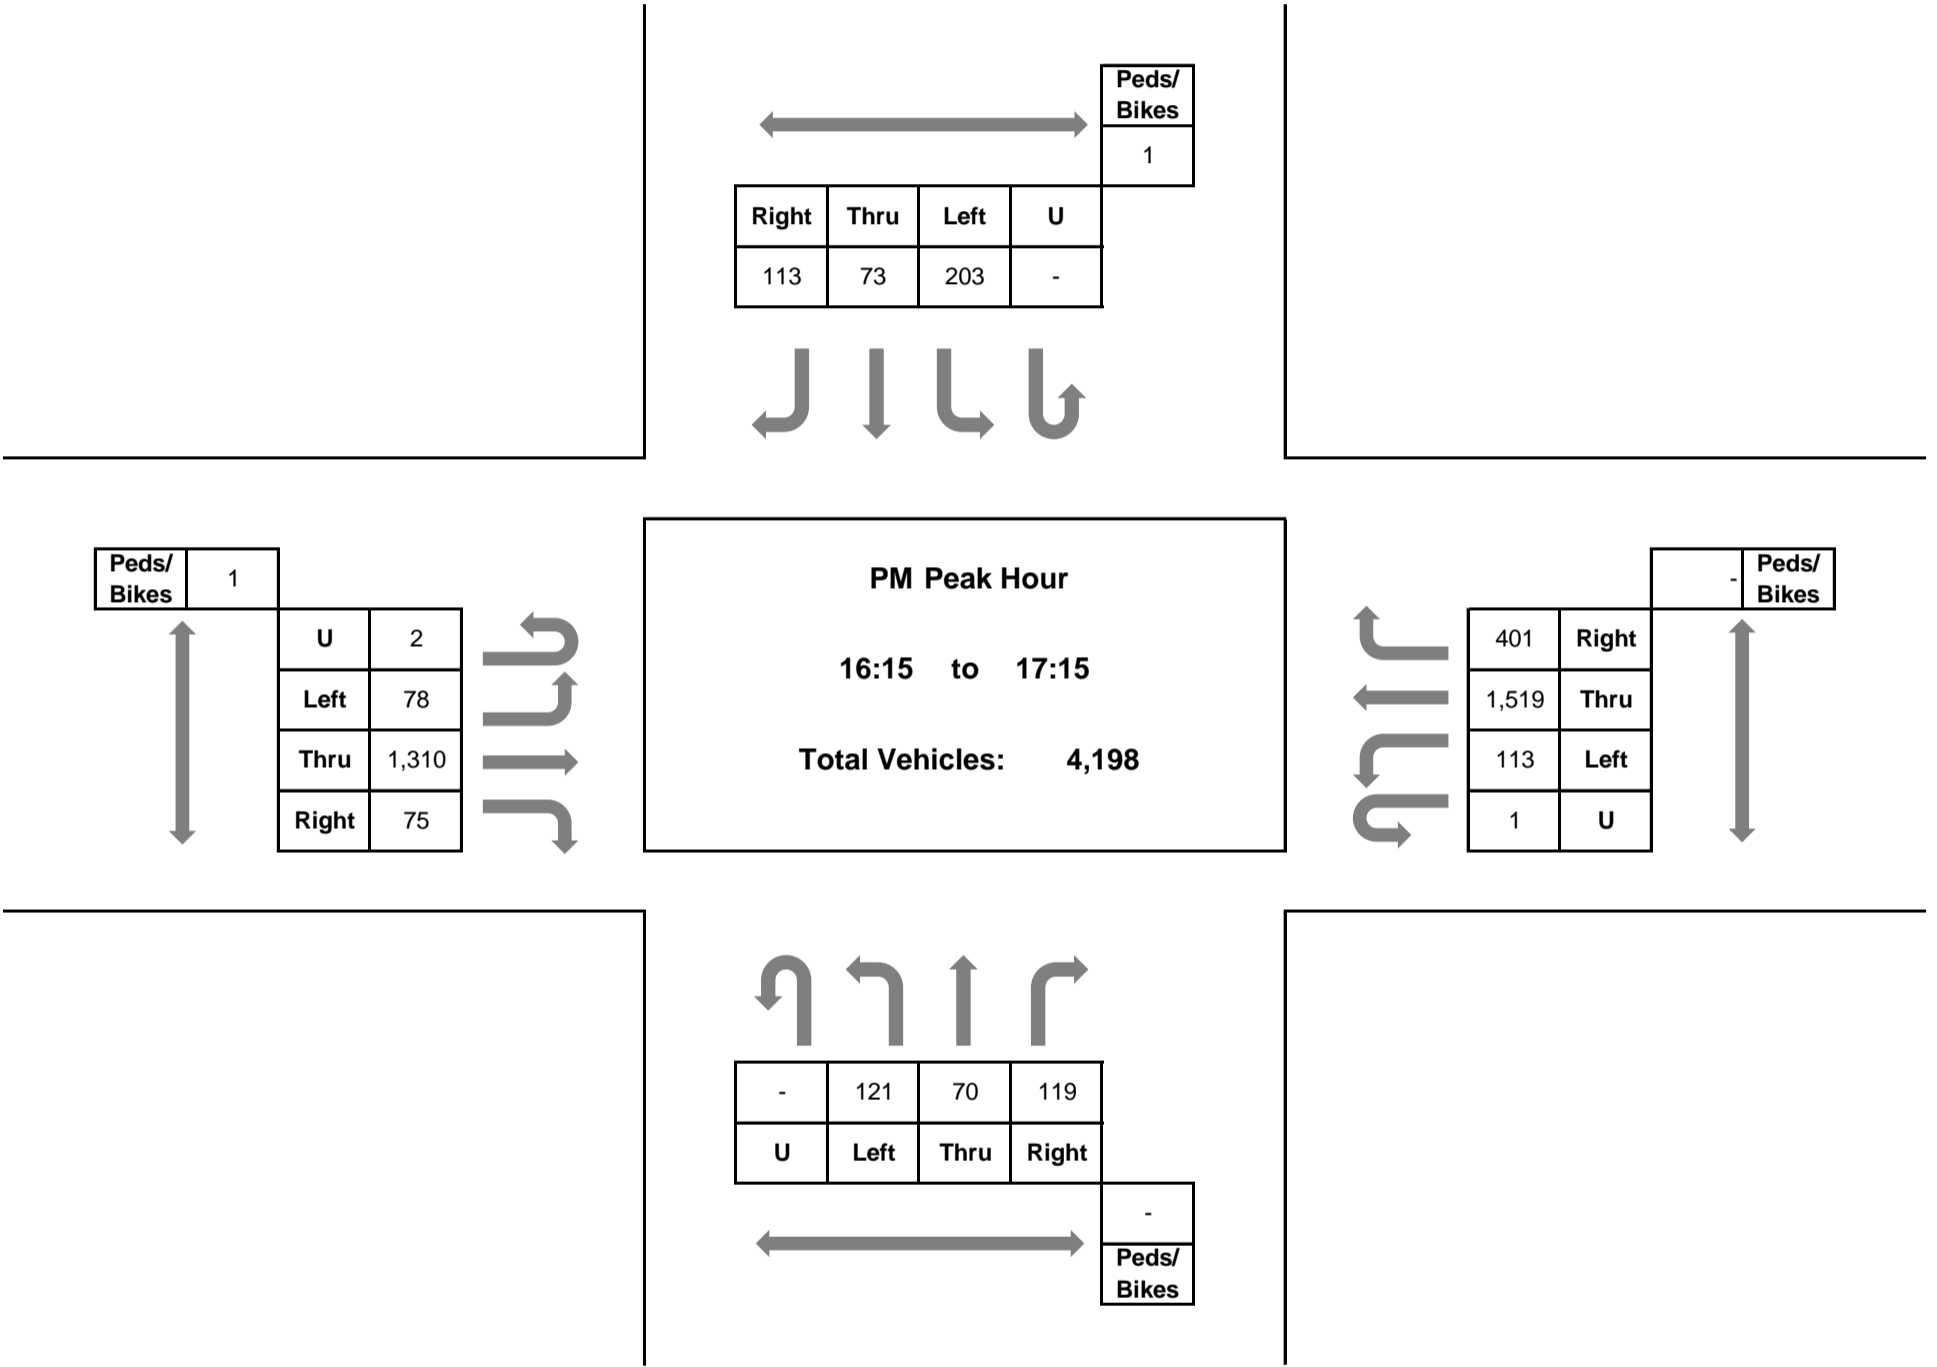 Peds/
Bikes
1
Right Thru Left U
113 73 203 -
Peds/
Bikes
1
U 2
Left 78
Thru 1,310
Right 75
PM Peak Hour
16:15 to 17:15
Total Vehicles: 4,198
- Peds/
Bikes
401 Right
1,519 Thru
113 Left
1 U
- 121 70 119
U Left Thru Right
-
Peds/
Bikes